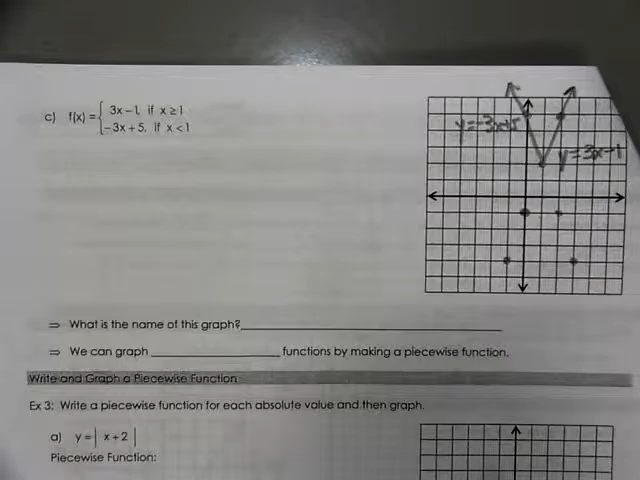 c) f(x) = { 3x – 1, if x ≥ 1
– 3x + 5, if x < 1
y=-3x+5
y=3x-1
⇒ What is the name of this graph?
⇒ We can graph ____________________ functions by making a piecewise function.
Write and Graph a Piecewise Function
Ex 3: Write a piecewise function for each absolute value and then graph.
a) y = | x + 2 |
Piecewise Function: